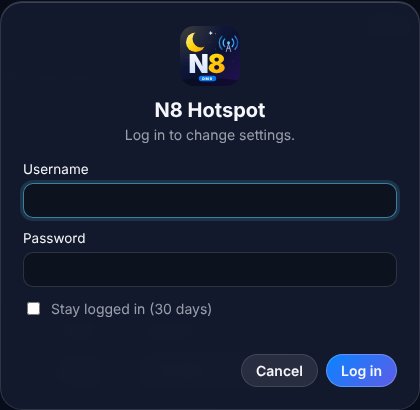 N8
N8 Hotspot
Log in to change settings.
Username
Password
Stay logged in (30 days)
Cancel
Log in